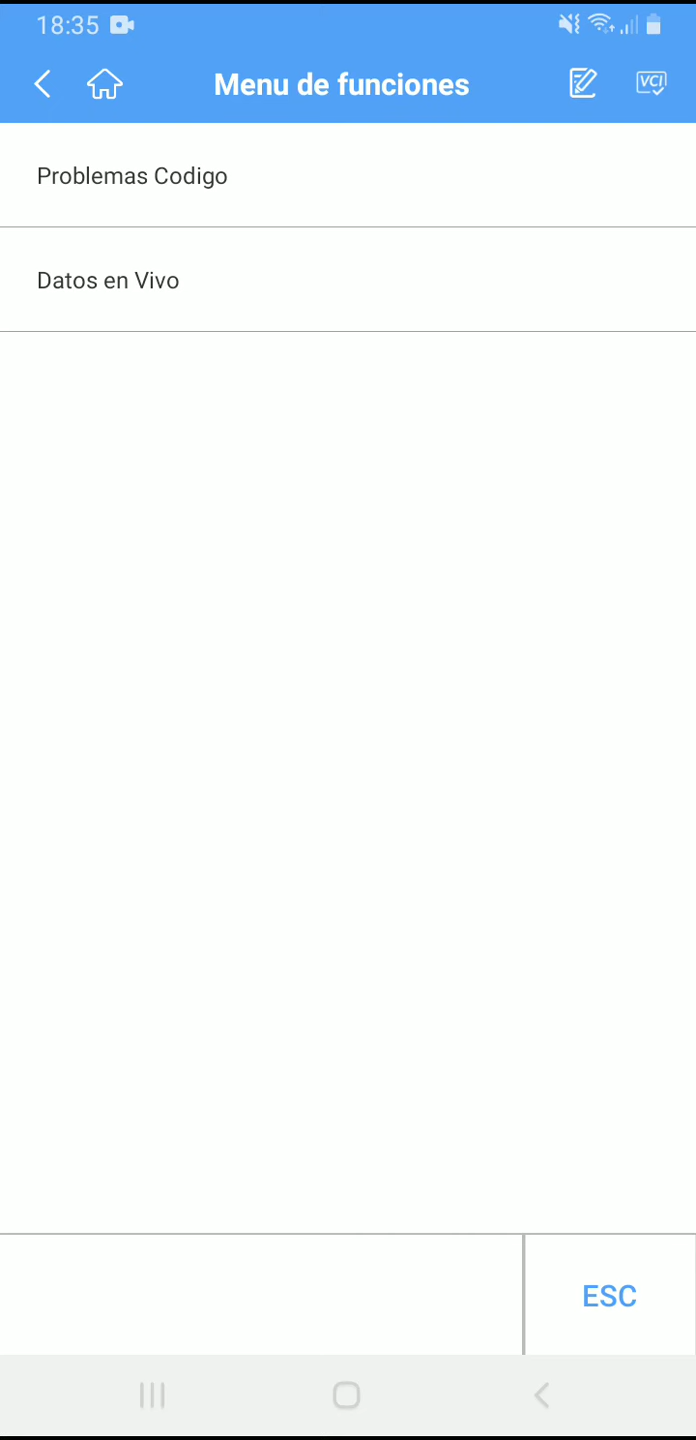 18:35
Menu de funciones
VCI
Problemas Codigo
Datos en Vivo
ESC